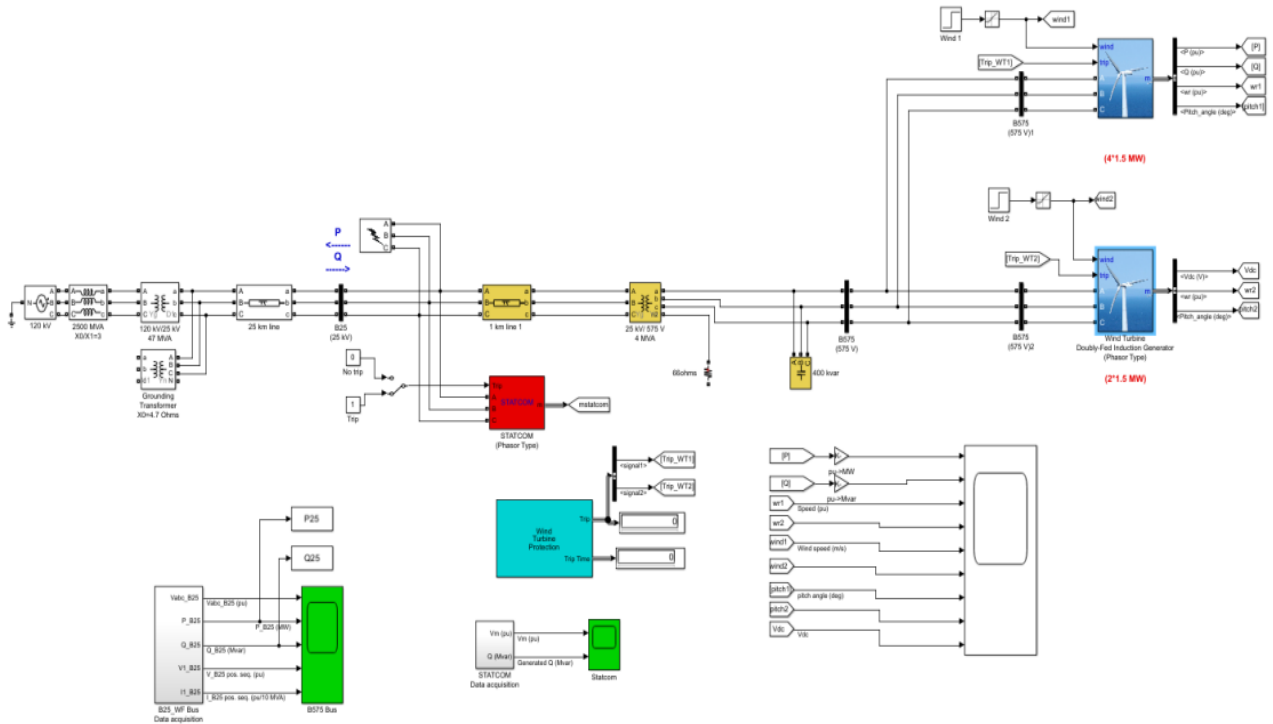 Wind 1
wind1
[Trip_WT1]
wind
trip
A
B
C
m
<P (pu)>
<Q (pu)>
<wr (pu)>
<Pitch_angle (deg)>
[P]
[Q]
wr1
pitch1]
B575
(575 V)1
(4*1.5 MW)
Wind 2
wind2
[Trip_WT2]
wind
trip
A
B
C
m
<Vdc (V)>
<wr (pu)>
<Pitch_angle (deg)>
Vdc
wr2
pitch2
B575
(575 V)2
Wind Turbine
Doubly-Fed Induction Generator
(Phasor Type)
(2*1.5 MW)
P
<------
Q
------>
A
B
C
N
A
B
C
120 kV
A
B
C
a
b
c
2500 MVA
X0/X1=3
A
B
C
a
b
c
120 kV/25 kV
47 MVA
A
B
C
a
b
c
25 km line
B25
(25 kV)
A
B
C
a
b
c
1 km line 1
A
B
C
a
b
c
25 kV/ 575 V
4 MVA
B575
(575 V)
66ohms
400 kvar
A
B
C
N
Grounding
Transformer
X0=4.7 Ohms
0
No trip
1
Trip
Trip
A
B
C
STATCOM
mstatcom
STATCOM
(Phasor Type)
<signal1>
[Trip_WT1]
<signal2>
[Trip_WT2]
Wind
Turbine
Protection
Trip
Trip Time
0
0
[P]
pu->MW
[Q]
pu->Mvar
wr1
Speed (pu)
wr2
wind1
Wind speed (m/s)
wind2
pitch1
pitch angle (deg)
pitch2
Vdc
Vdc
P25
Q25
Vabc_B25
Vabc_B25 (pu)
P_B25
P_B25 (MW)
Q_B25
Q_B25 (Mvar)
V1_B25
V_B25 pos. seq. (pu)
I1_B25
I_B25 pos. seq. (pu/10 MVA)
B25_WF Bus
Data acquisition
B575 Bus
Vm (pu)
Vm (pu)
Q (Mvar)
Generated Q (Mvar)
STATCOM
Data acquisition
Statcom